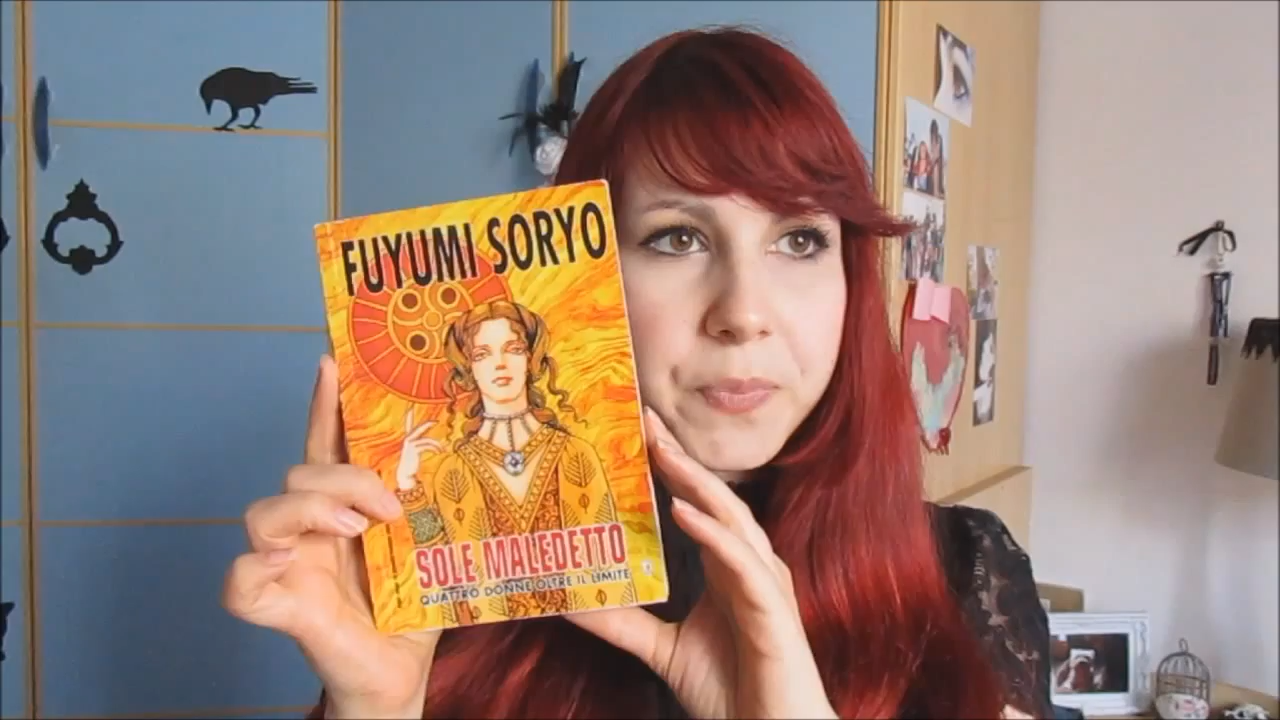 FUYUMI SORYO
SOLE MALEDETTO
QUATTRO DONNE OLTRE IL LIMITE